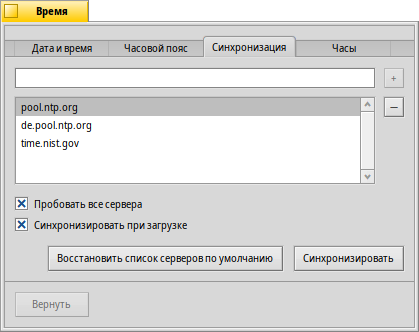 Время
Дата и время Часовой пояс Синхронизация Часы
+
pool.ntp.org
de.pool.ntp.org
time.nist.gov
Пробовать все сервера
Синхронизировать при загрузке
Восстановить список серверов по умолчанию Синхронизировать
Вернуть